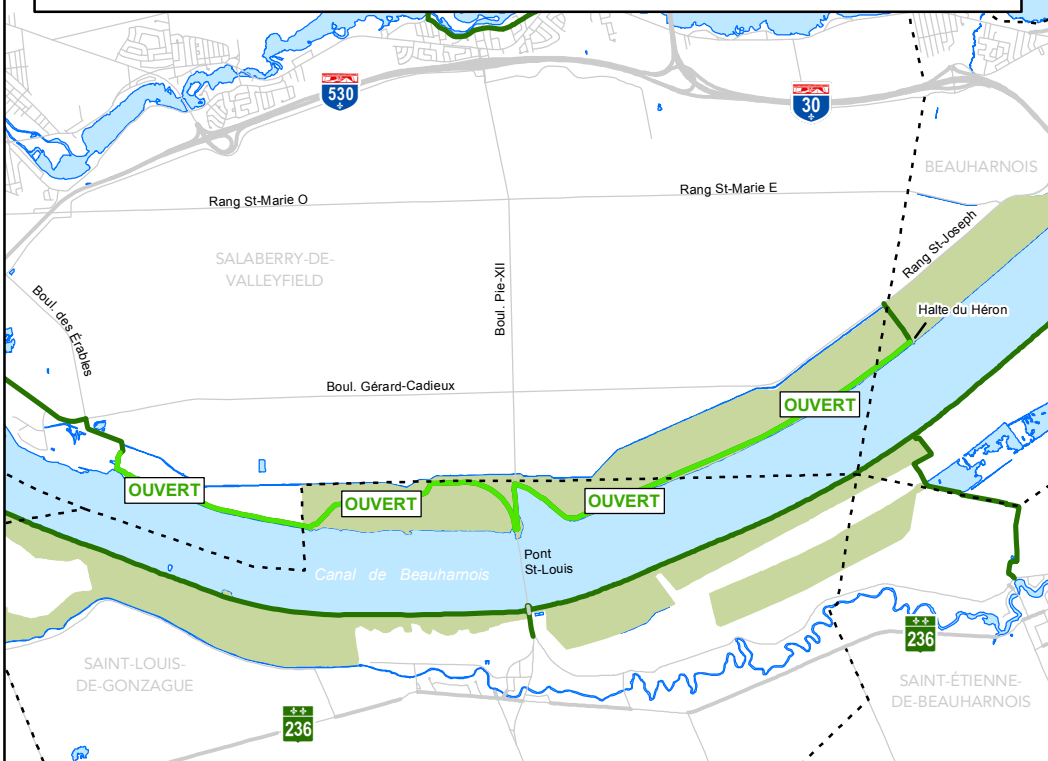 530
30
BEAUHARNOIS
Rang St-Marie O
Rang St-Marie E
Rang St-Joseph
SALABERRY-DE-
VALLEYFIELD
Boul. Pie-XII
Boul. des Érables
Halte du Héron
Boul. Gérard-Cadieux
OUVERT
OUVERT
OUVERT
OUVERT
Pont
St-Louis
Canal de Beauharnois
236
SAINT-LOUIS-
DE-GONZAGUE
SAINT-ÉTIENNE-
DE-BEAUHARNOIS
236